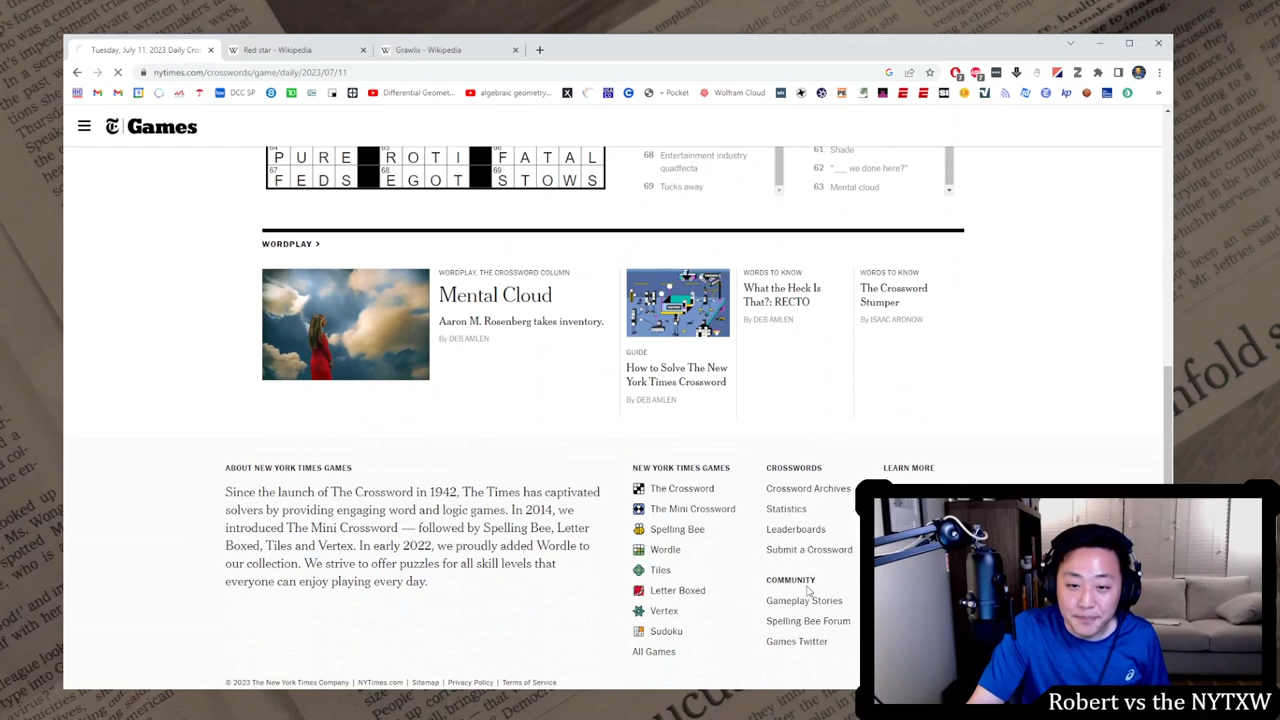 Tuesday, July 11, 2023 Daily Cros
Red star - Wikipedia
Grawlix - Wikipedia
nytimes.com/crosswords/game/daily/2023/07/11
DCC SP
Differential Geomet...
algebraic geometry...
+ Pocket
Wolfram Cloud
Games
64 65 66
P U R E R O T I F A T A L
67 68 69
F E D S E G O T S T O W S
68 Entertainment industry
quadfecta
69 Tucks away
61 Shade
62 "___ we done here?"
63 Mental cloud
WORDPLAY >
WORDPLAY, THE CROSSWORD COLUMN
Mental Cloud
Aaron M. Rosenberg takes inventory.
By DEB AMLEN
GUIDE
How to Solve The New
York Times Crossword
By DEB AMLEN
WORDS TO KNOW
What the Heck Is
That?: RECTO
By DEB AMLEN
WORDS TO KNOW
The Crossword
Stumper
By ISAAC ARONOW
ABOUT NEW YORK TIMES GAMES
Since the launch of The Crossword in 1942, The Times has captivated
solvers by providing engaging word and logic games. In 2014, we
introduced The Mini Crossword — followed by Spelling Bee, Letter
Boxed, Tiles and Vertex. In early 2022, we proudly added Wordle to
our collection. We strive to offer puzzles for all skill levels that
everyone can enjoy playing every day.
NEW YORK TIMES GAMES
The Crossword
The Mini Crossword
Spelling Bee
Wordle
Tiles
Letter Boxed
Vertex
Sudoku
All Games
CROSSWORDS
Crossword Archives
Statistics
Leaderboards
Submit a Crossword
COMMUNITY
Gameplay Stories
Spelling Bee Forum
Games Twitter
LEARN MORE
© 2023 The New York Times Company | NYTimes.com | Sitemap | Privacy Policy | Terms of Service
Robert vs the NYTXW